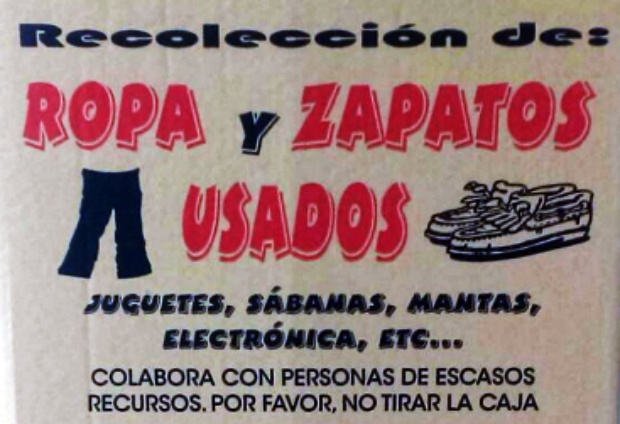 Recolección de:
ROPA Y ZAPATOS
USADOS
JUGUETES, SÁBANAS, MANTAS,
ELECTRÓNICA, ETC...
COLABORA CON PERSONAS DE ESCASOS
RECURSOS. POR FAVOR, NO TIRAR LA CAJA